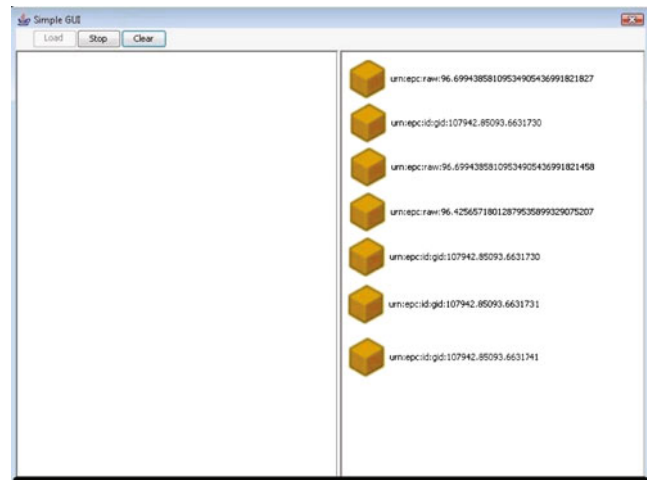 Simple GUI
Load Stop Clear
urn:epc:raw:96.69943858109534905436991821827
urn:epc:id:gid:107942.85093.6631730
urn:epc:raw:96.69943858109534905436991821458
urn:epc:raw:96.42565718012879535899329075207
urn:epc:id:gid:107942.85093.6631730
urn:epc:id:gid:107942.85093.6631731
urn:epc:id:gid:107942.85093.6631741